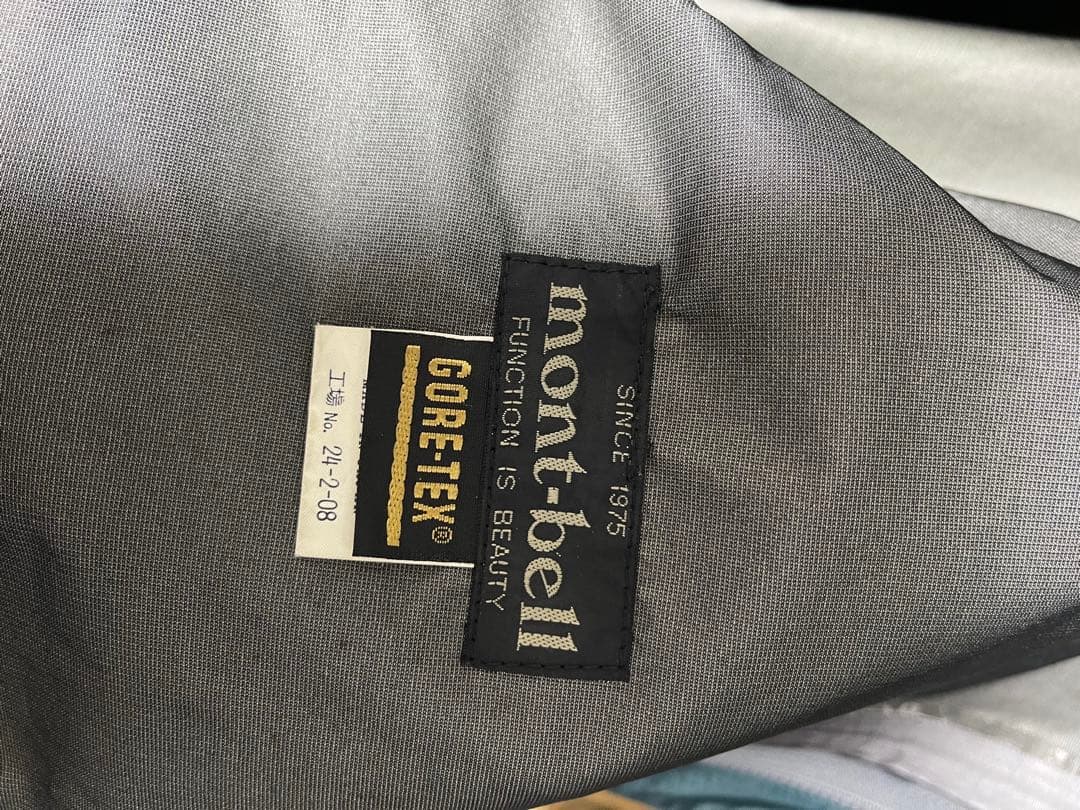 SINCE 1975
mont-bell
FUNCTION IS BEAUTY
GORE-TEX®
工場 No. 24-2-08